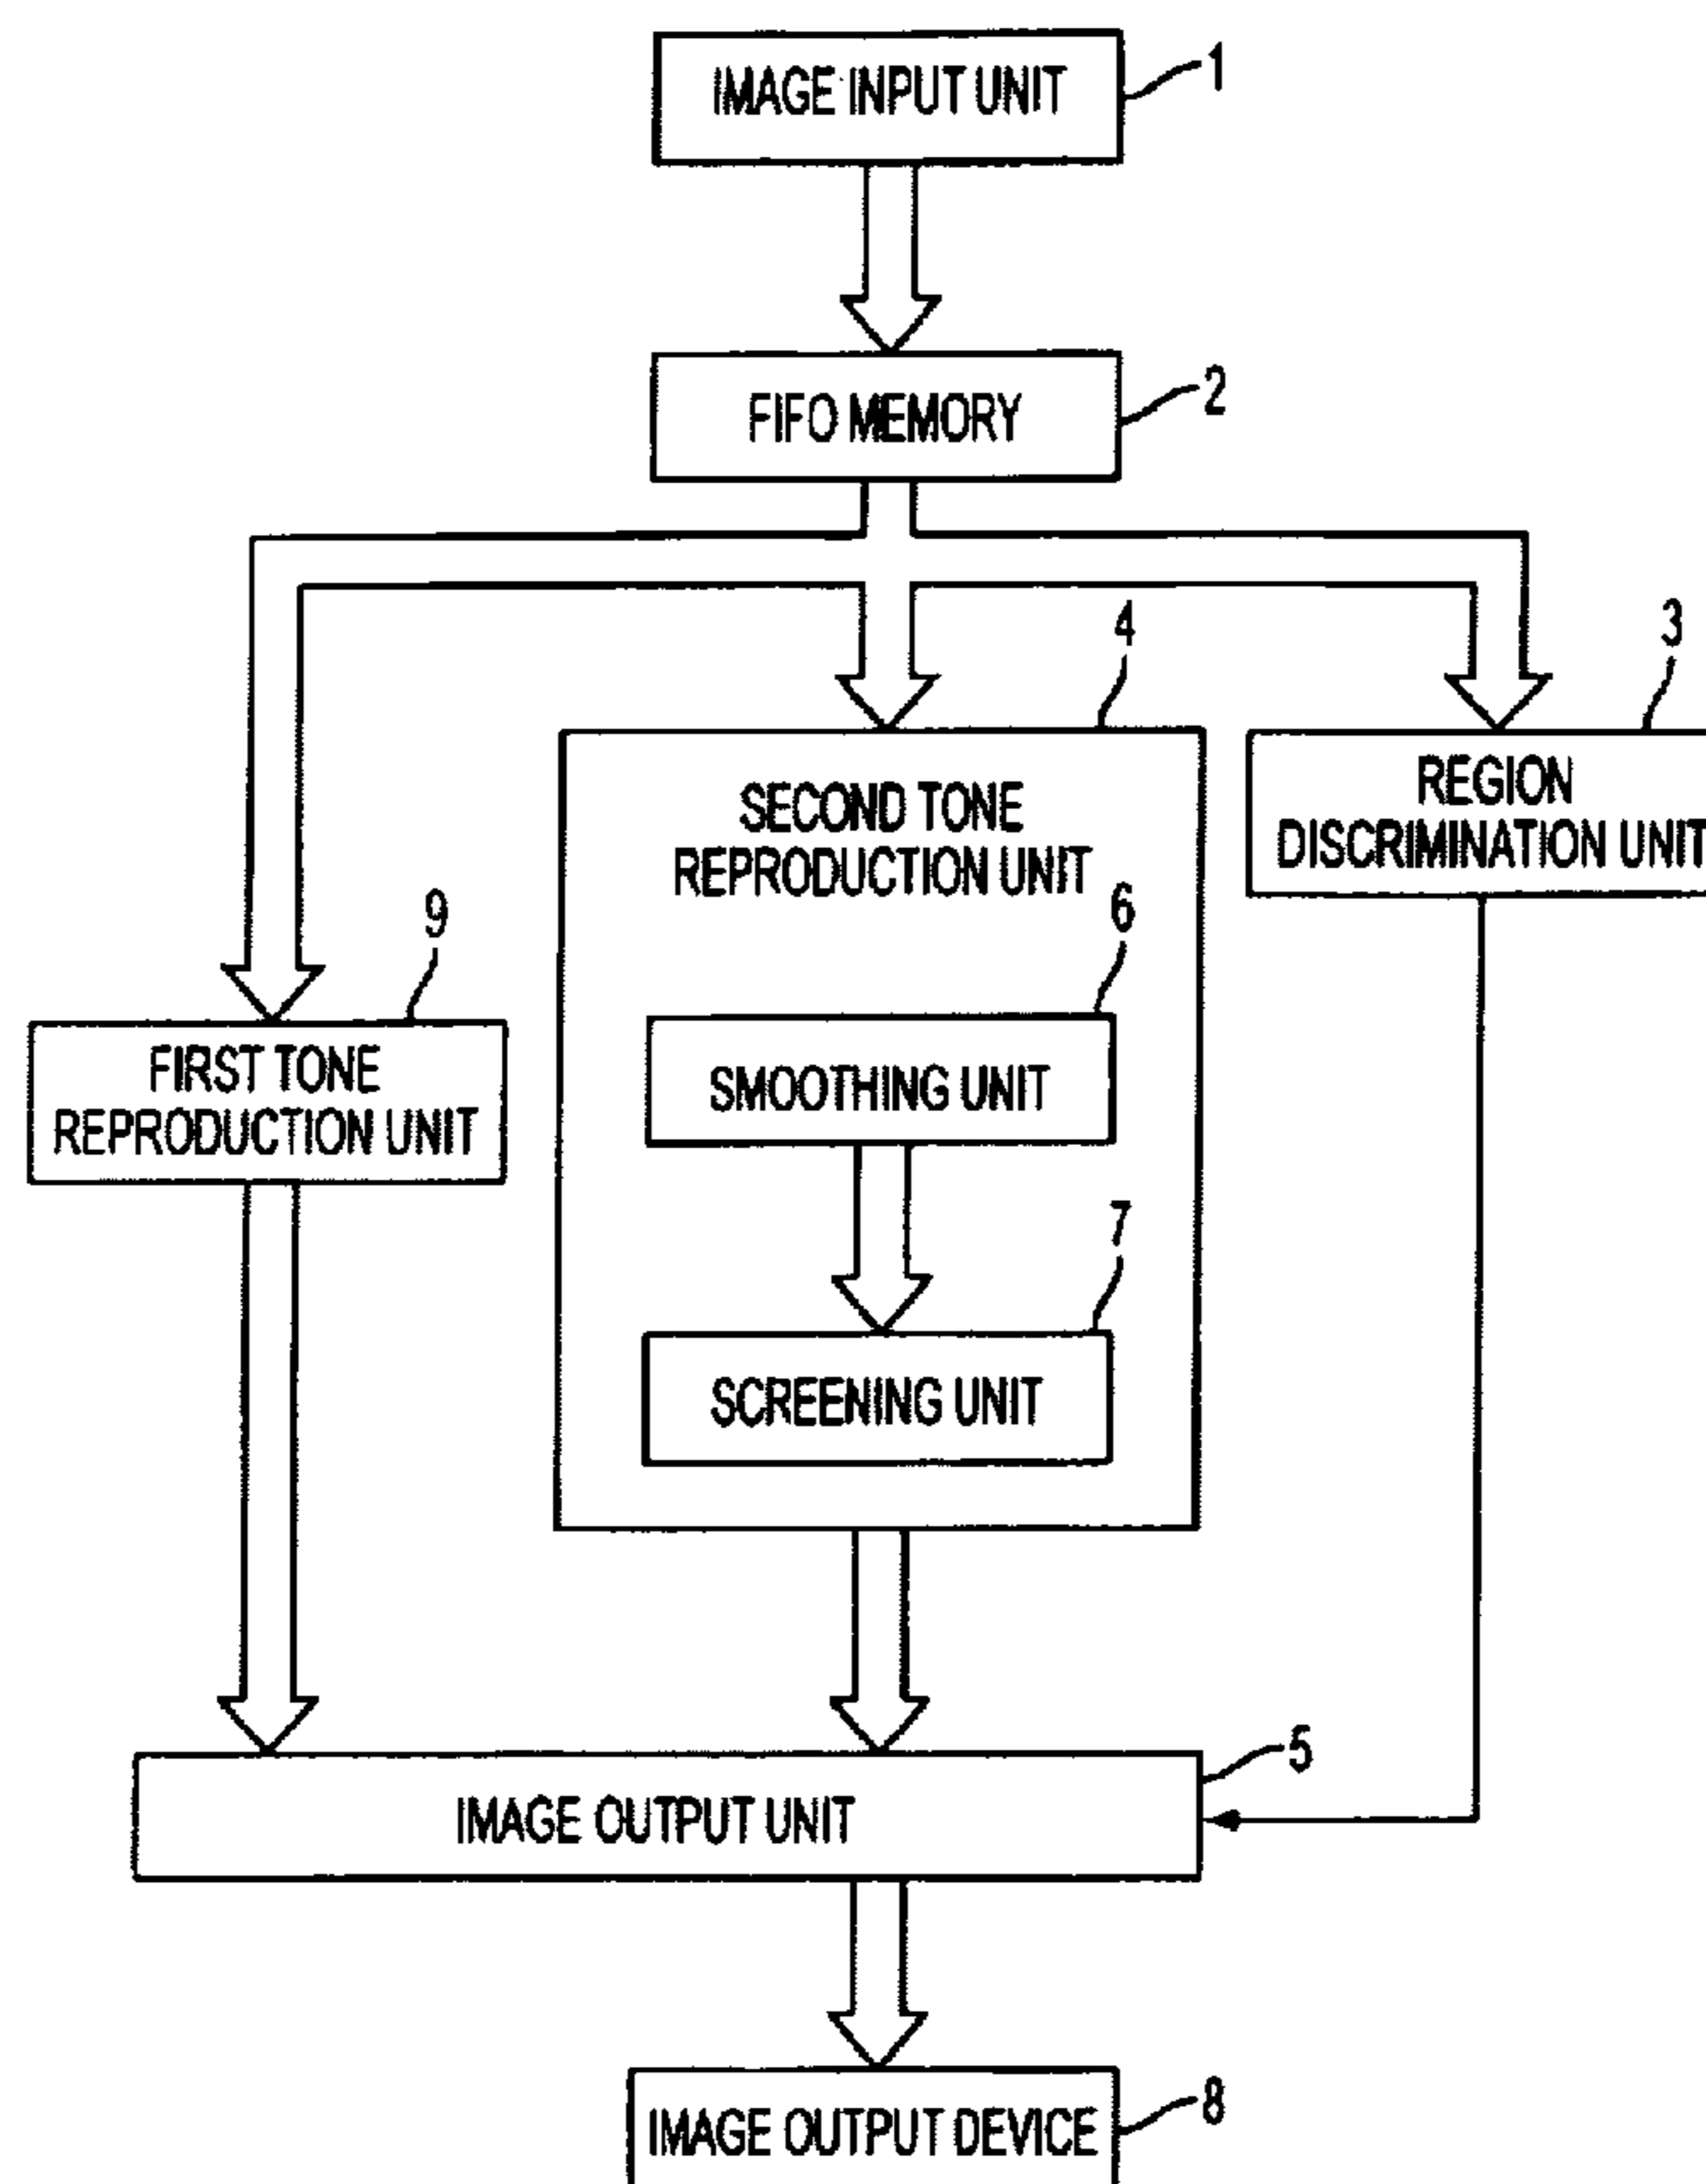 IMAGE INPUT UNIT
1
FIFO MEMORY
2
4
3
SECOND TONE
REPRODUCTION UNIT
REGION
DISCRIMINATION UNIT
9
6
FIRST TONE
REPRODUCTION UNIT
SMOOTHING UNIT
7
SCREENING UNIT
5
IMAGE OUTPUT UNIT
IMAGE OUTPUT DEVICE
8